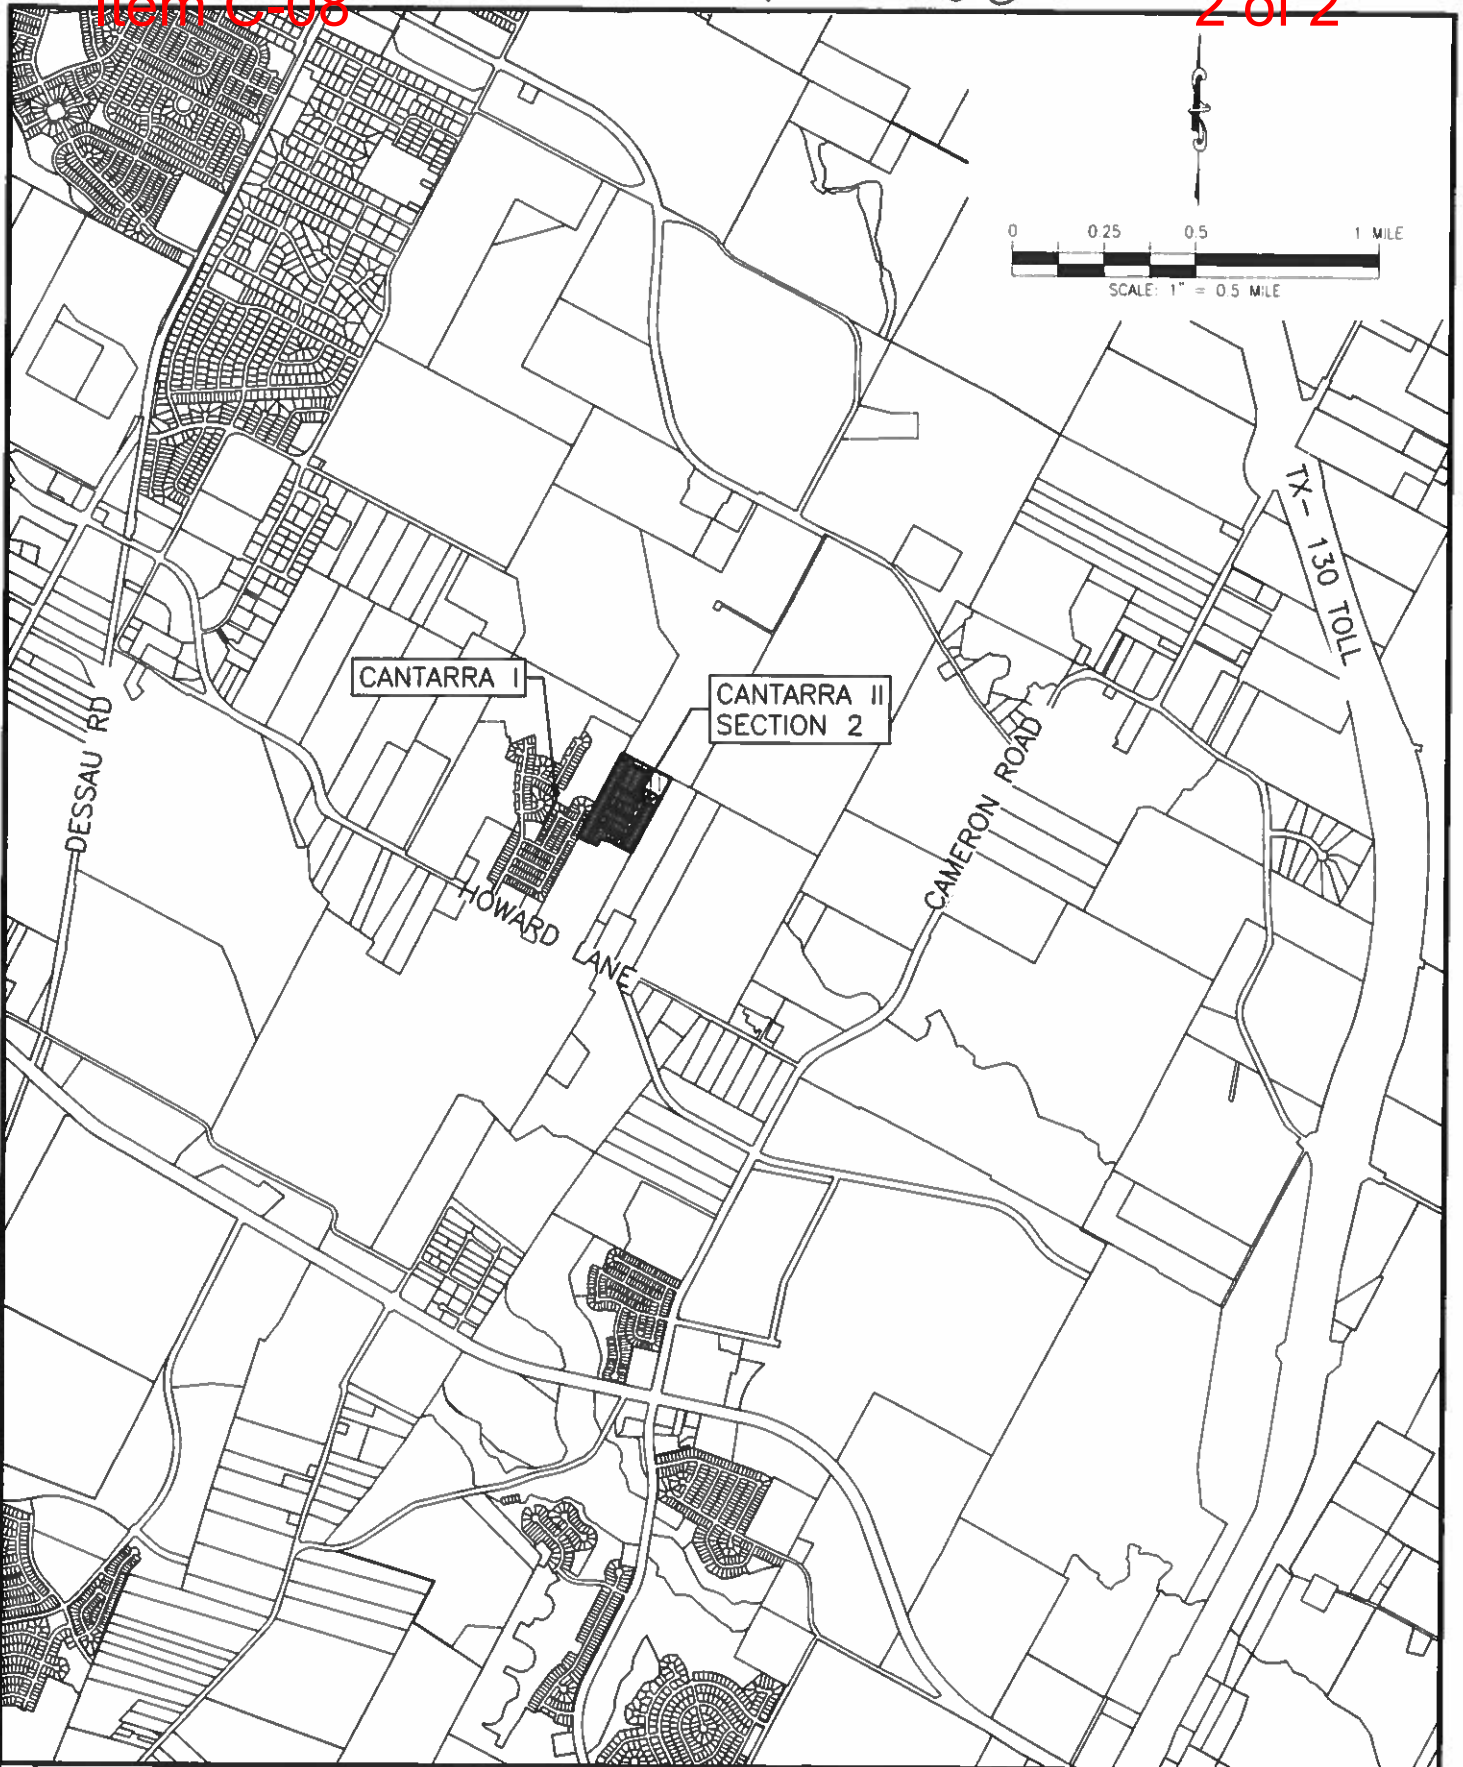 Item C-08
2 of 2
0 0.25 0.5 1 MILE
SCALE: 1" = 0.5 MILE
TX- 130 TOLL
CANTARRA I
CANTARRA II
SECTION 2
DESSAU RD
CAMERON ROAD
HOWARD LANE